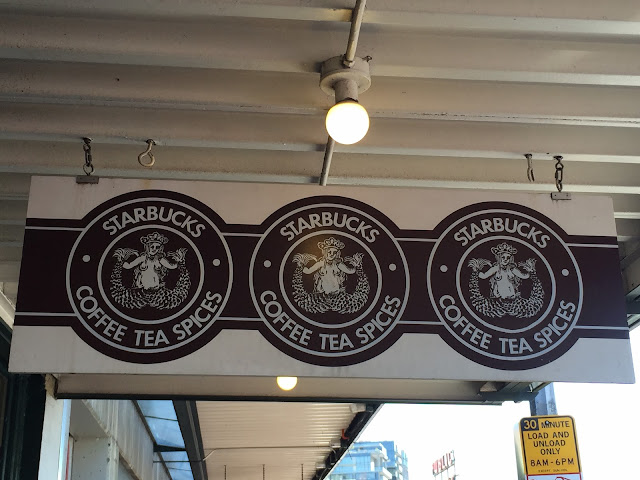 STARBUCKS
COFFEE TEA SPICES
STARBUCKS
COFFEE TEA SPICES
STARBUCKS
COFFEE TEA SPICES
30 MINUTE
LOAD AND
UNLOAD
ONLY
8AM-6PM